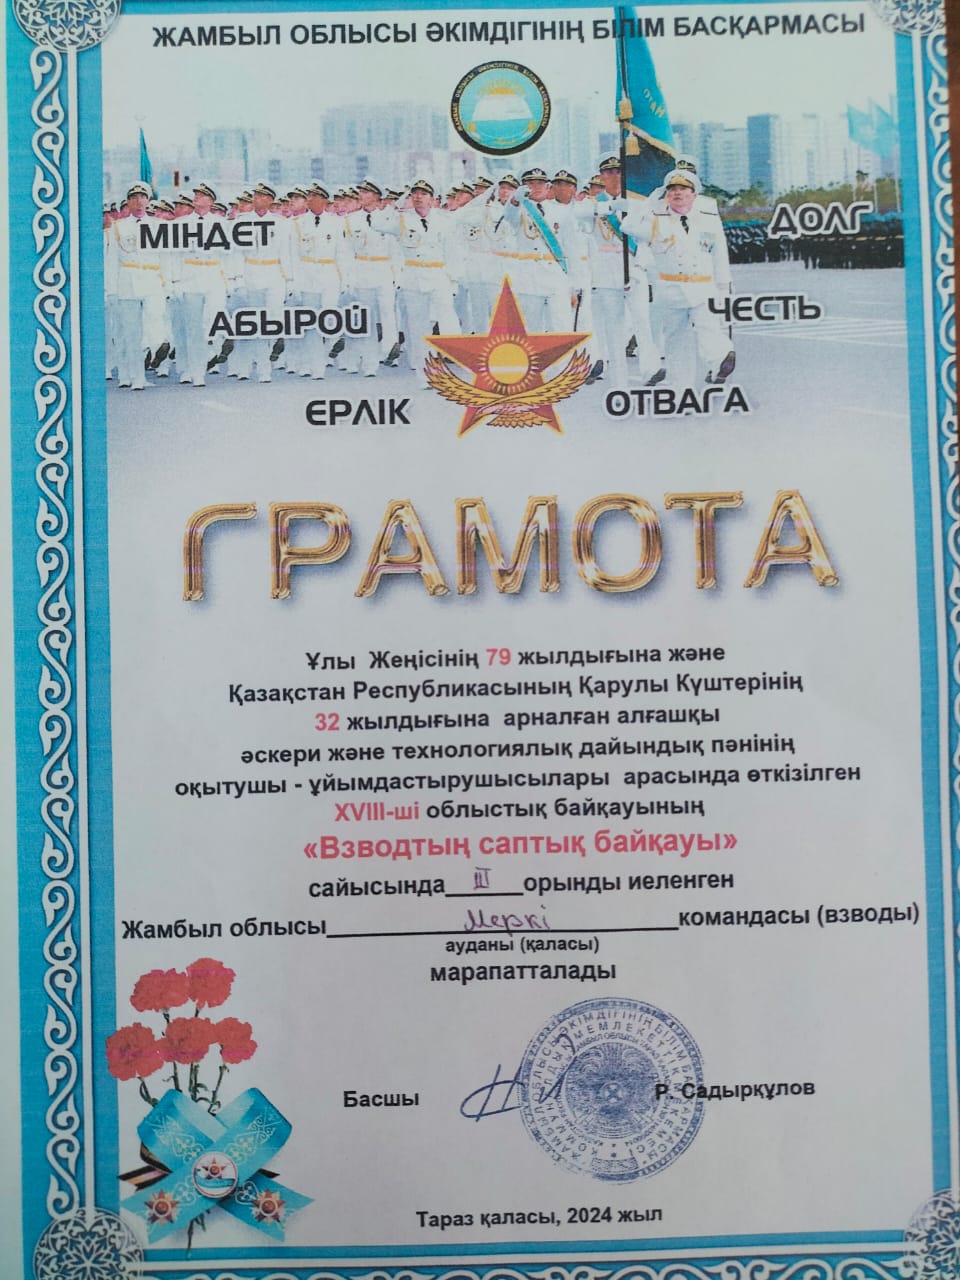 ЖАМБЫЛ ОБЛЫСЫ ӘКІМДІГІНІҢ БІЛІМ БАСҚАРМАСЫ
ОТАН
МІНДЕТ
ДОЛГ
АБЫРОЙ
ЧЕСТЬ
ЕРЛІК
ОТВАГА
ГРАМОТА
Ұлы Жеңісінің 79 жылдығына және
Қазақстан Республикасының Қарулы Күштерінің
32 жылдығына арналған алғашқы
әскери және технологиялық дайындық пәнінің
оқытушы - ұйымдастырушысылары арасында өткізілген
XVIII-ші облыстық байқауының
«Взводтың саптық байқауы»
сайысында III орынды иеленген
Жамбыл облысы Меркі командасы (взводы)
ауданы (қаласы)
марапатталады
Басшы
Р. Садырқұлов
Тараз қаласы, 2024 жыл